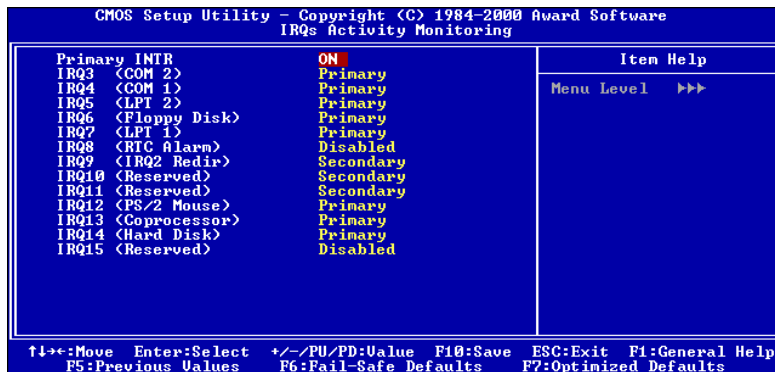 CMOS Setup Utility - Copyright (C) 1984-2000 Award Software
IRQs Activity Monitoring
Primary INTR ON
IRQ3 (COM 2) Primary
IRQ4 (COM 1) Primary
IRQ5 (LPT 2) Primary
IRQ6 (Floppy Disk) Primary
IRQ7 (LPT 1) Primary
IRQ8 (RTC Alarm) Disabled
IRQ9 (IRQ2 Redir) Secondary
IRQ10 (Reserved) Secondary
IRQ11 (Reserved) Secondary
IRQ12 (PS/2 Mouse) Primary
IRQ13 (Coprocessor) Primary
IRQ14 (Hard Disk) Primary
IRQ15 (Reserved) Disabled
Item Help
Menu Level ►►►
↑↓→←:Move Enter:Select +/-/PU/PD:Value F10:Save ESC:Exit F1:General Help
F5:Previous Values F6:Fail-Safe Defaults F7:Optimized Defaults